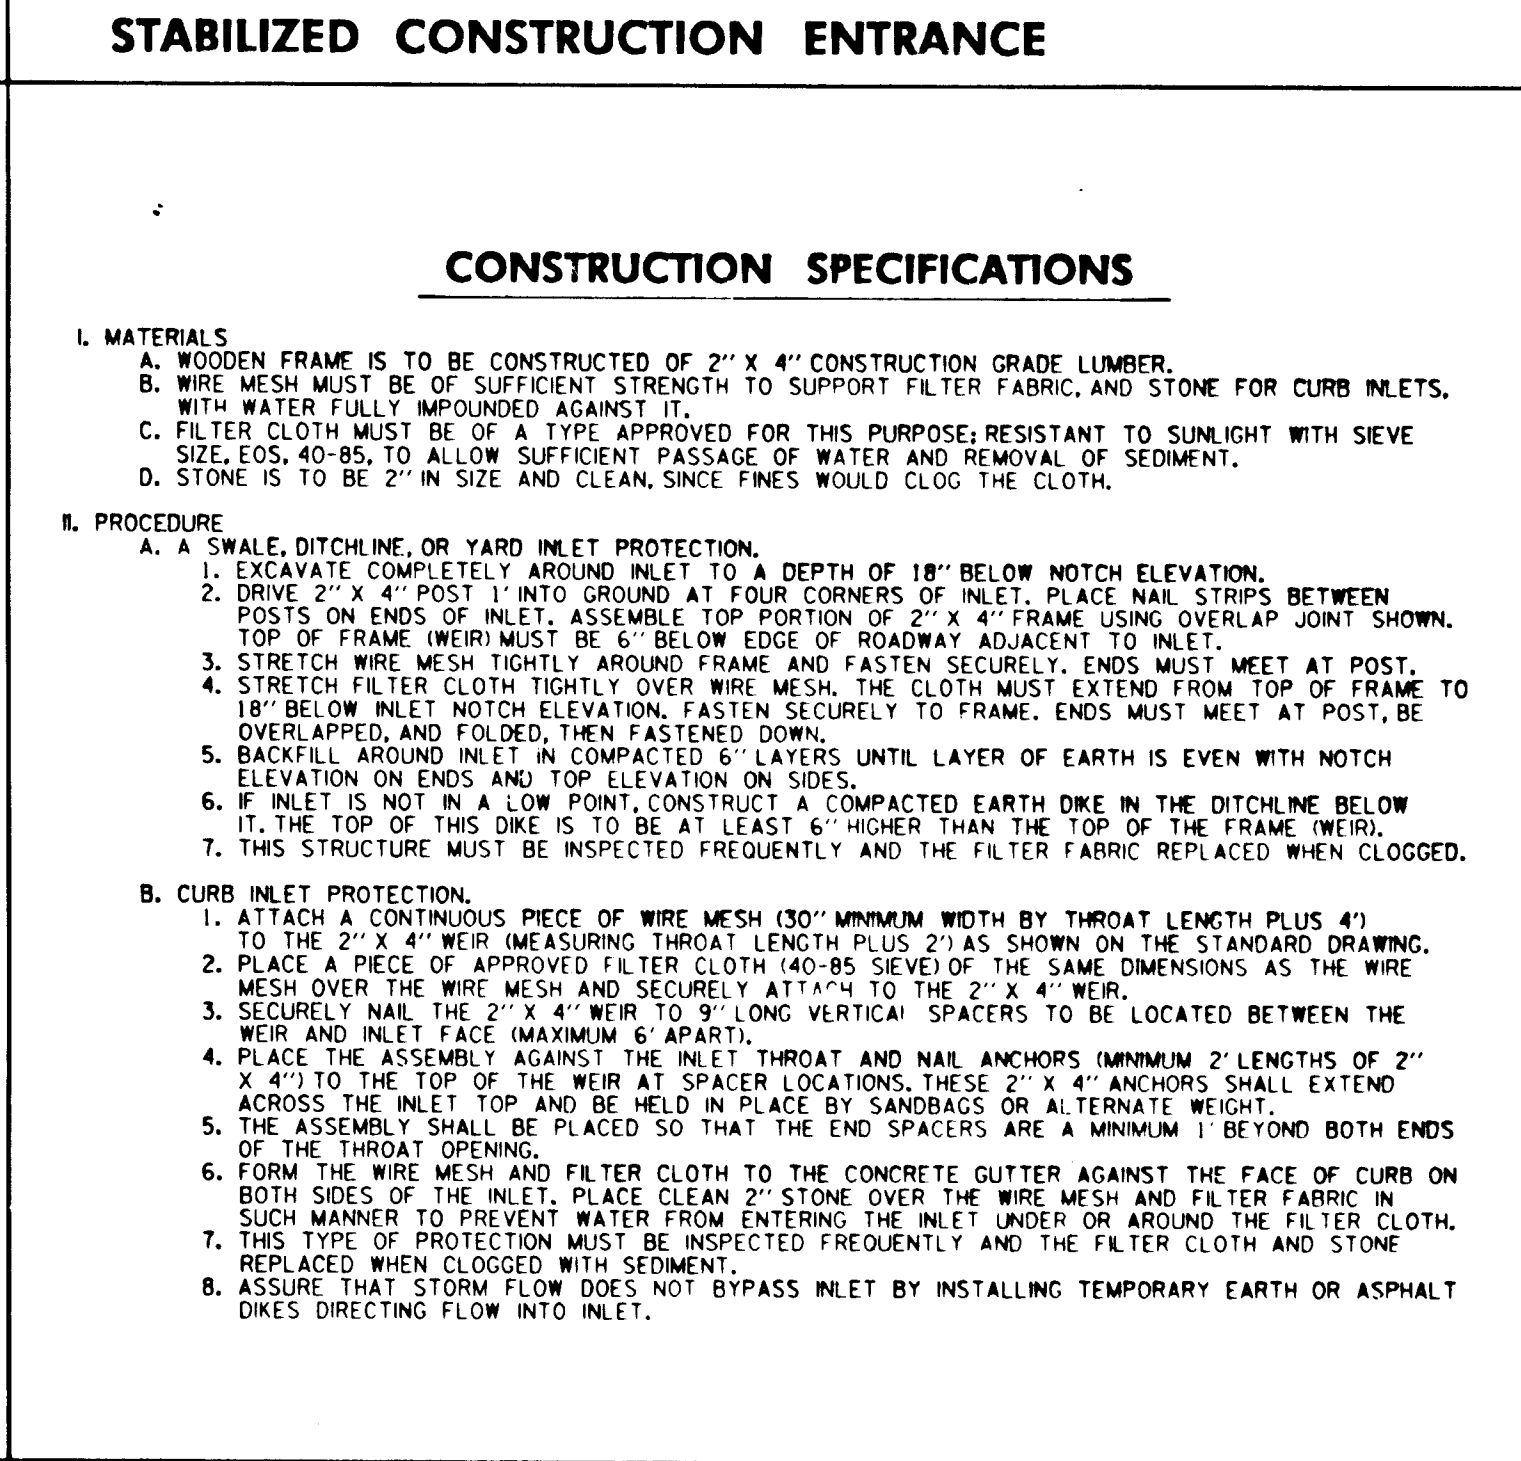 STABILIZED CONSTRUCTION ENTRANCE
CONSTRUCTION SPECIFICATIONS
I. MATERIALS
A. WOODEN FRAME IS TO BE CONSTRUCTED OF 2" X 4" CONSTRUCTION GRADE LUMBER.
B. WIRE MESH MUST BE OF SUFFICIENT STRENGTH TO SUPPORT FILTER FABRIC, AND STONE FOR CURB INLETS,
WITH WATER FULLY IMPOUNDED AGAINST IT.
C. FILTER CLOTH MUST BE OF A TYPE APPROVED FOR THIS PURPOSE; RESISTANT TO SUNLIGHT WITH SIEVE
SIZE, EOS, 40-85, TO ALLOW SUFFICIENT PASSAGE OF WATER AND REMOVAL OF SEDIMENT.
D. STONE IS TO BE 2" IN SIZE AND CLEAN, SINCE FINES WOULD CLOG THE CLOTH.
II. PROCEDURE
A. A SWALE, DITCHLINE, OR YARD INLET PROTECTION.
1. EXCAVATE COMPLETELY AROUND INLET TO A DEPTH OF 18" BELOW NOTCH ELEVATION.
2. DRIVE 2" X 4" POST 1' INTO GROUND AT FOUR CORNERS OF INLET. PLACE NAIL STRIPS BETWEEN
POSTS ON ENDS OF INLET. ASSEMBLE TOP PORTION OF 2" X 4" FRAME USING OVERLAP JOINT SHOWN.
TOP OF FRAME (WEIR) MUST BE 6" BELOW EDGE OF ROADWAY ADJACENT TO INLET.
3. STRETCH WIRE MESH TIGHTLY AROUND FRAME AND FASTEN SECURELY. ENDS MUST MEET AT POST.
4. STRETCH FILTER CLOTH TIGHTLY OVER WIRE MESH. THE CLOTH MUST EXTEND FROM TOP OF FRAME TO
18" BELOW INLET NOTCH ELEVATION. FASTEN SECURELY TO FRAME. ENDS MUST MEET AT POST, BE
OVERLAPPED, AND FOLDED, THEN FASTENED DOWN.
5. BACKFILL AROUND INLET IN COMPACTED 6" LAYERS UNTIL LAYER OF EARTH IS EVEN WITH NOTCH
ELEVATION ON ENDS AND TOP ELEVATION ON SIDES.
6. IF INLET IS NOT IN A LOW POINT, CONSTRUCT A COMPACTED EARTH DIKE IN THE DITCHLINE BELOW
IT. THE TOP OF THIS DIKE IS TO BE AT LEAST 6" HIGHER THAN THE TOP OF THE FRAME (WEIR).
7. THIS STRUCTURE MUST BE INSPECTED FREQUENTLY AND THE FILTER FABRIC REPLACED WHEN CLOGGED.
B. CURB INLET PROTECTION.
1. ATTACH A CONTINUOUS PIECE OF WIRE MESH (30" MINIMUM WIDTH BY THROAT LENGTH PLUS 4')
TO THE 2" X 4" WEIR (MEASURING THROAT LENGTH PLUS 2') AS SHOWN ON THE STANDARD DRAWING.
2. PLACE A PIECE OF APPROVED FILTER CLOTH (40-85 SIEVE) OF THE SAME DIMENSIONS AS THE WIRE
MESH OVER THE WIRE MESH AND SECURELY ATTACH TO THE 2" X 4" WEIR.
3. SECURELY NAIL THE 2" X 4" WEIR TO 9" LONG VERTICAL SPACERS TO BE LOCATED BETWEEN THE
WEIR AND INLET FACE (MAXIMUM 6' APART).
4. PLACE THE ASSEMBLY AGAINST THE INLET THROAT AND NAIL ANCHORS (MINIMUM 2' LENGTHS OF 2"
X 4") TO THE TOP OF THE WEIR AT SPACER LOCATIONS. THESE 2" X 4" ANCHORS SHALL EXTEND
ACROSS THE INLET TOP AND BE HELD IN PLACE BY SANDBAGS OR ALTERNATE WEIGHT.
5. THE ASSEMBLY SHALL BE PLACED SO THAT THE END SPACERS ARE A MINIMUM 1' BEYOND BOTH ENDS
OF THE THROAT OPENING.
6. FORM THE WIRE MESH AND FILTER CLOTH TO THE CONCRETE GUTTER AGAINST THE FACE OF CURB ON
BOTH SIDES OF THE INLET. PLACE CLEAN 2" STONE OVER THE WIRE MESH AND FILTER FABRIC IN
SUCH MANNER TO PREVENT WATER FROM ENTERING THE INLET UNDER OR AROUND THE FILTER CLOTH.
7. THIS TYPE OF PROTECTION MUST BE INSPECTED FREQUENTLY AND THE FILTER CLOTH AND STONE
REPLACED WHEN CLOGGED WITH SEDIMENT.
8. ASSURE THAT STORM FLOW DOES NOT BYPASS INLET BY INSTALLING TEMPORARY EARTH OR ASPHALT
DIKES DIRECTING FLOW INTO INLET.